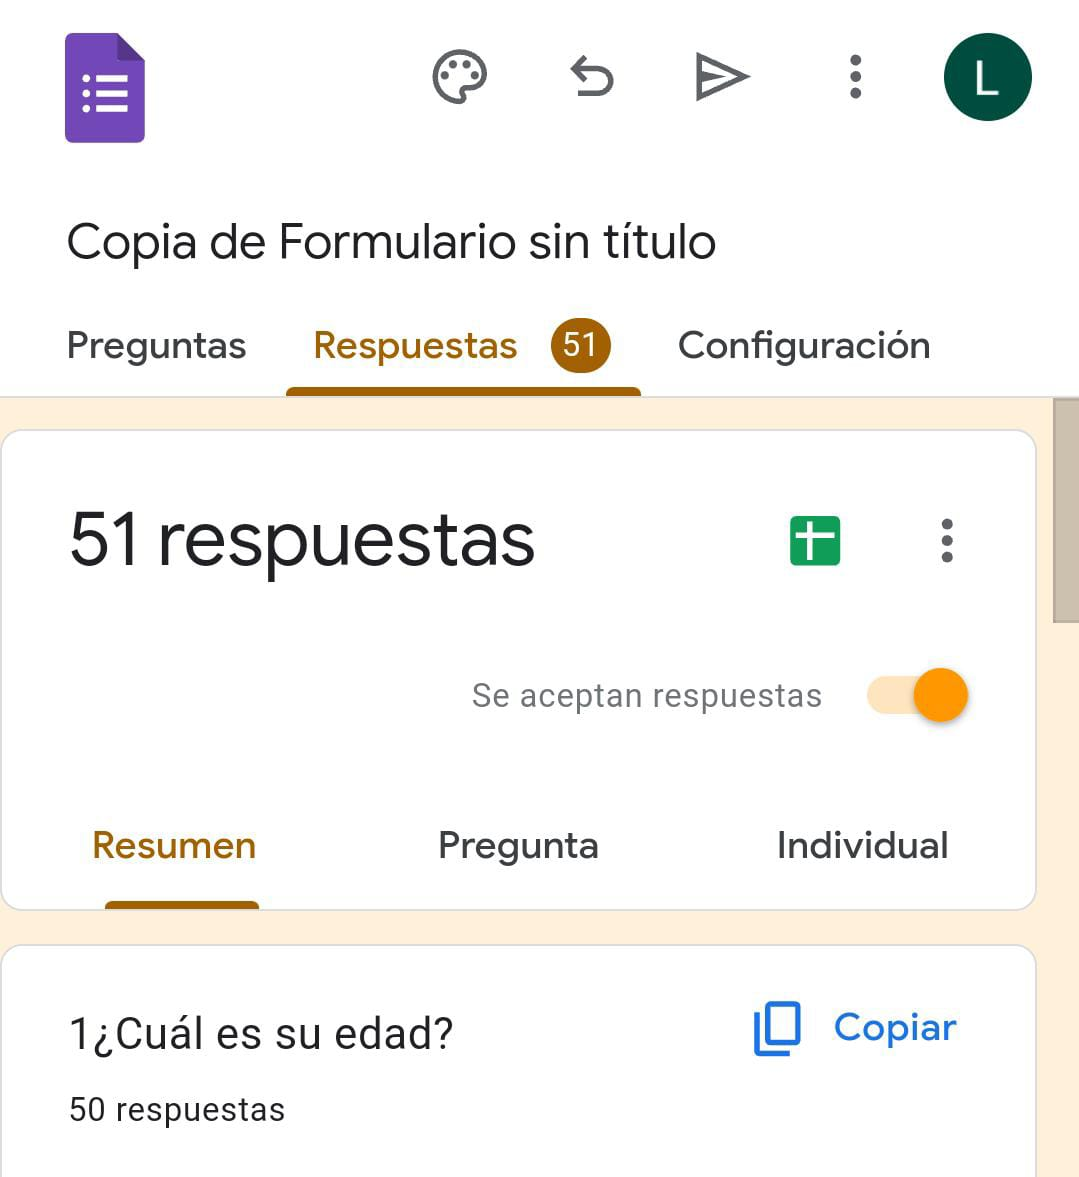 L
Copia de Formulario sin título
Preguntas Respuestas 51 Configuración
51 respuestas
Se aceptan respuestas
Resumen Pregunta Individual
1¿Cuál es su edad? Copiar
50 respuestas